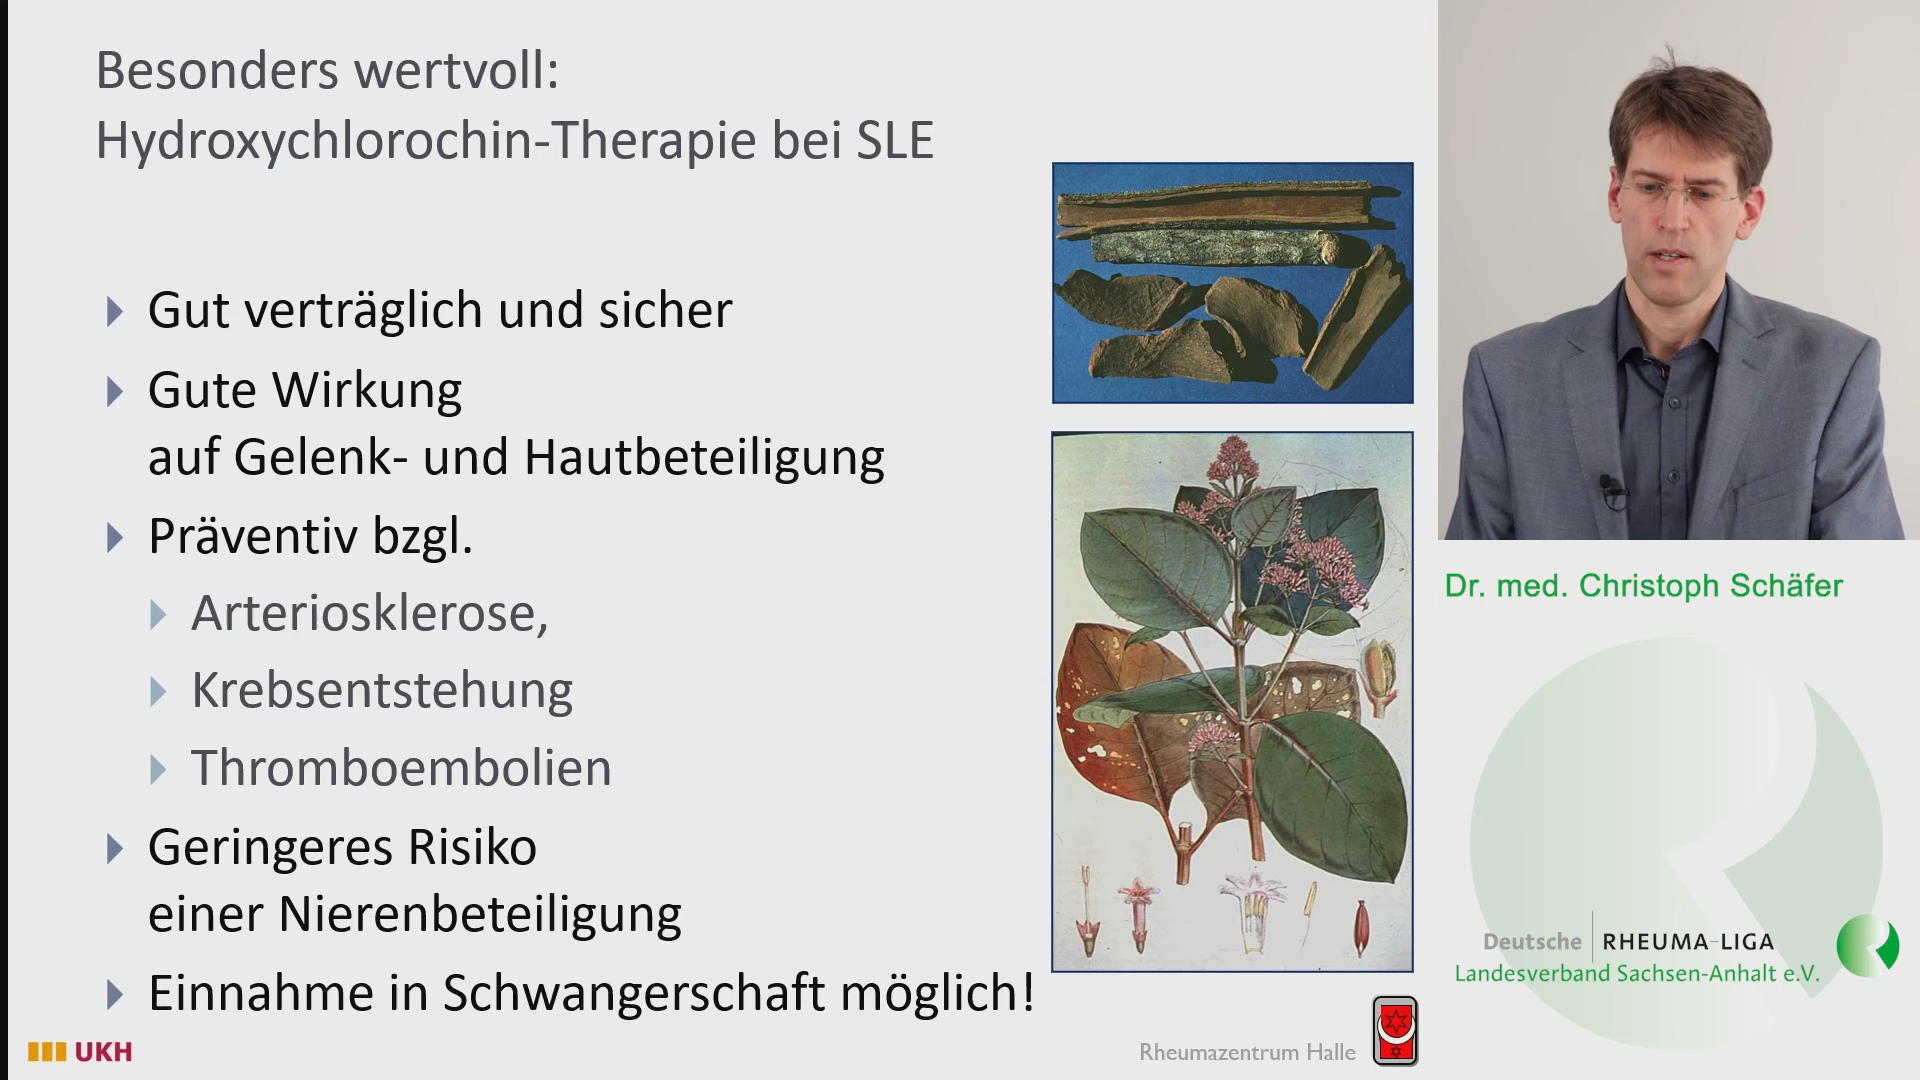 Besonders wertvoll:
Hydroxychlorochin-Therapie bei SLE
Gut verträglich und sicher
Gute Wirkung
auf Gelenk- und Hautbeteiligung
Präventiv bzgl.
Arteriosklerose,
Krebsentstehung
Thromboembolien
Geringeres Risiko
einer Nierenbeteiligung
Einnahme in Schwangerschaft möglich!
UKH
Rheumazentrum Halle
Dr. med. Christoph Schäfer
Deutsche RHEUMA-LIGA
Landesverband Sachsen-Anhalt e.V.